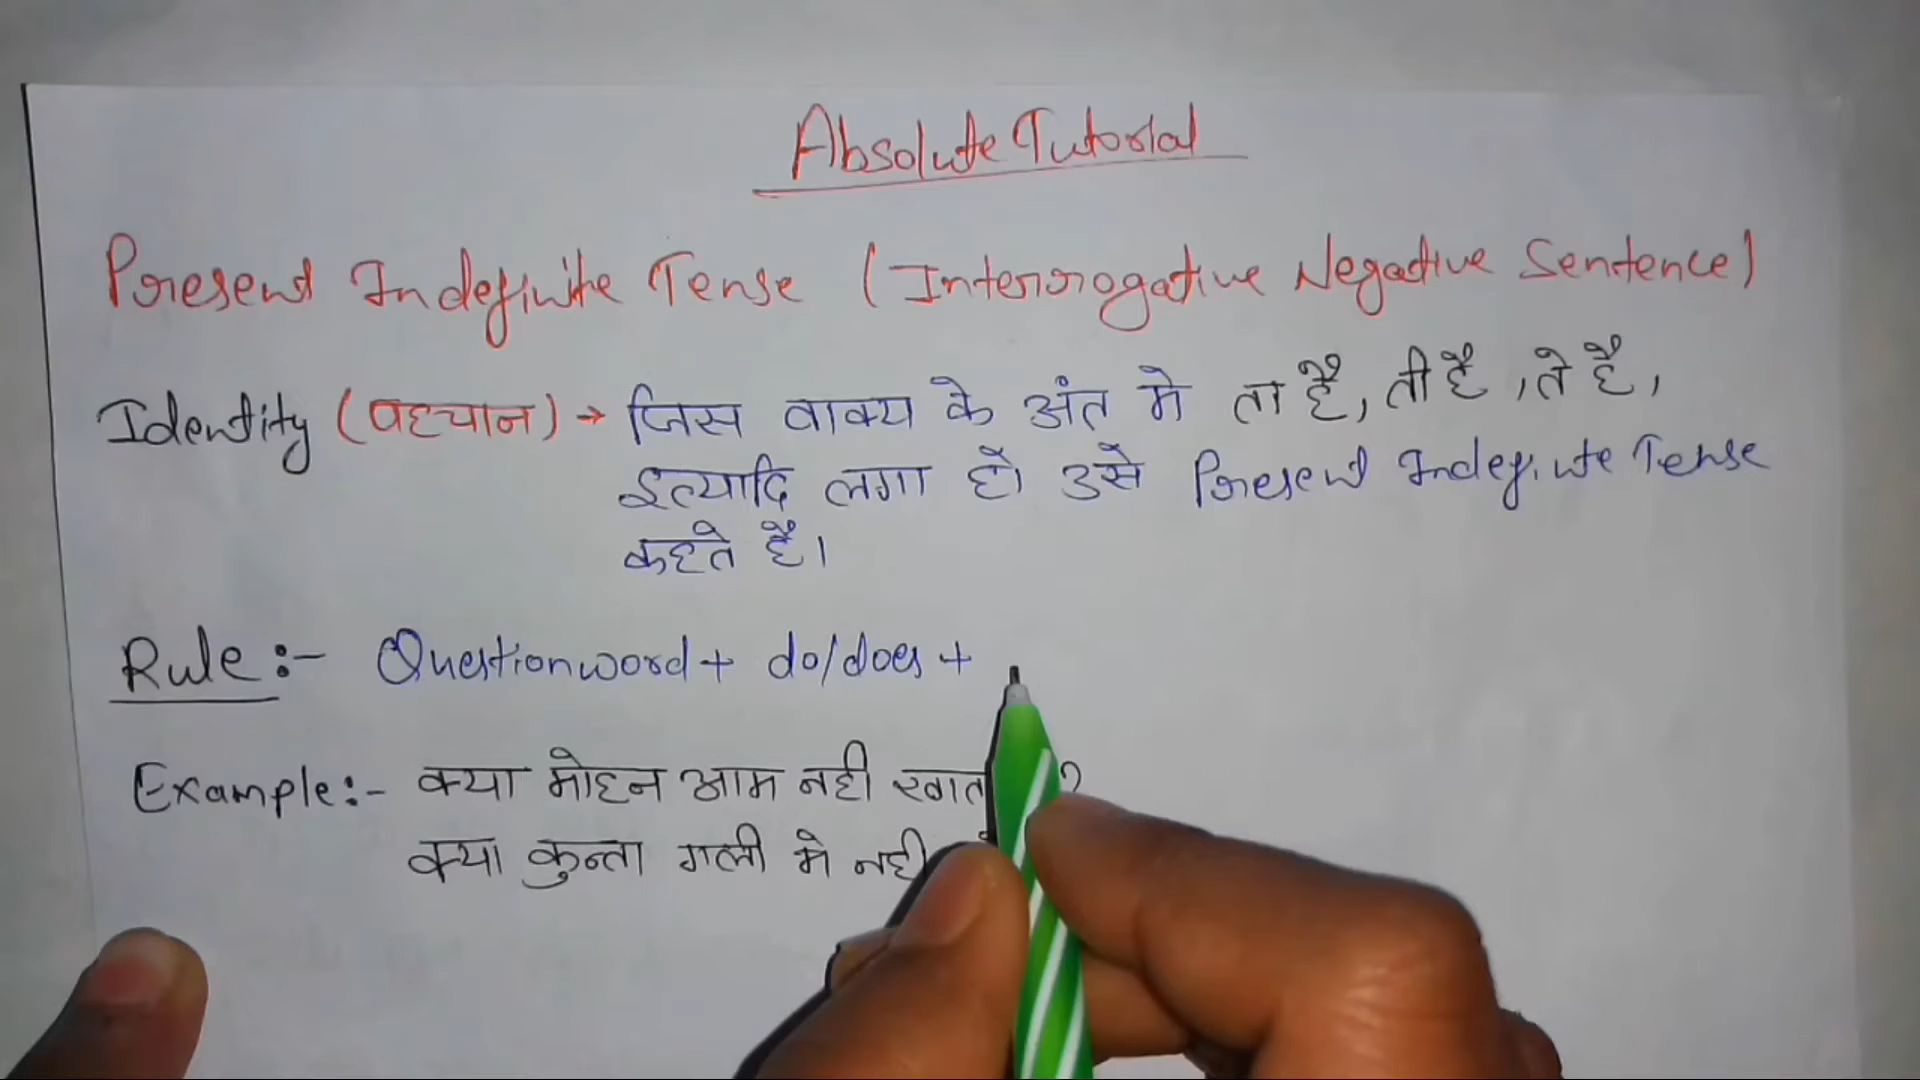 Absolute Tutorial
Present Indefinite Tense (Interrogative Negative Sentence)
Identity (पहचान) → जिस वाक्य के अंत मे ता है, ती है, ते है,
इत्यादि लगा हो उसे Present Indefinite Tense
कहते है।
Rule :- Questionword + do/does +
Example:- क्या मोहन आम नही खात ?
क्या कुन्ता गली मे नही